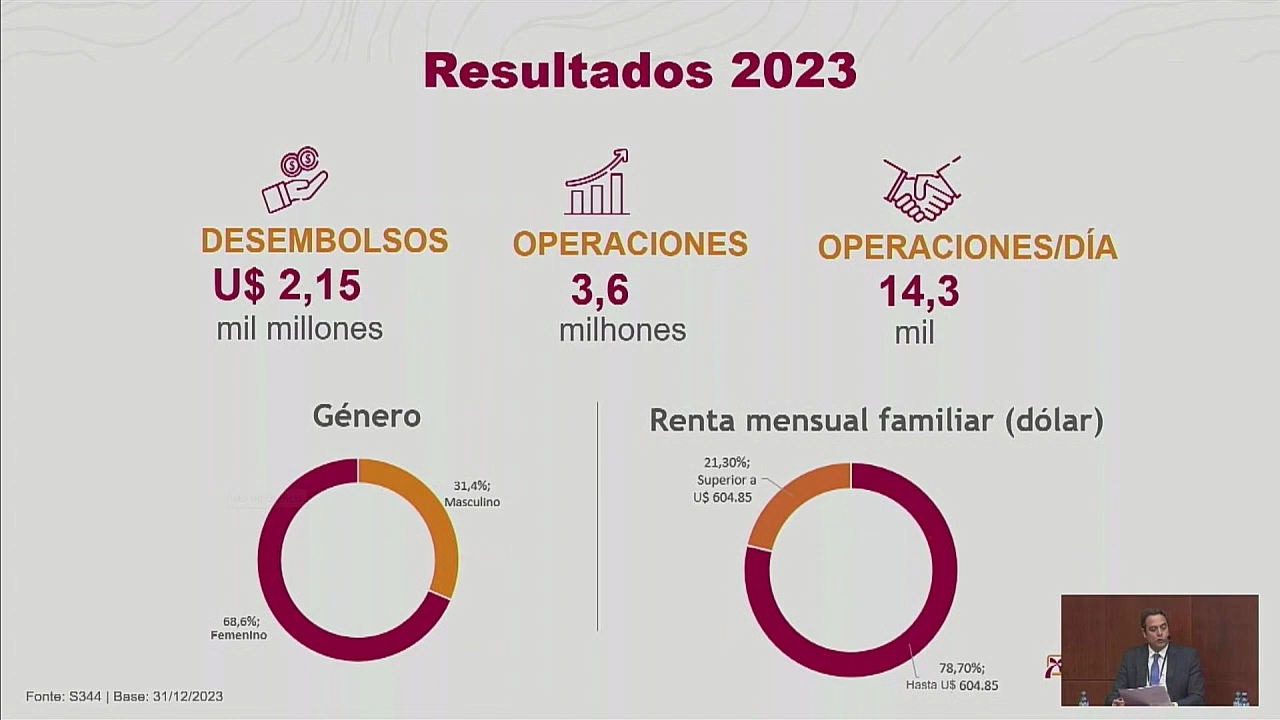 Resultados 2023
DESEMBOLSOS
U$ 2,15
mil millones
OPERACIONES
3,6
milhones
OPERACIONES/DÍA
14,3
mil
Género
31,4%;
Masculino
68,6%;
Femenino
Renta mensual familiar (dólar)
21,30%;
Superior a
U$ 604.85
78,70%;
Hasta U$ 604.85
Fonte: S344 | Base: 31/12/2023